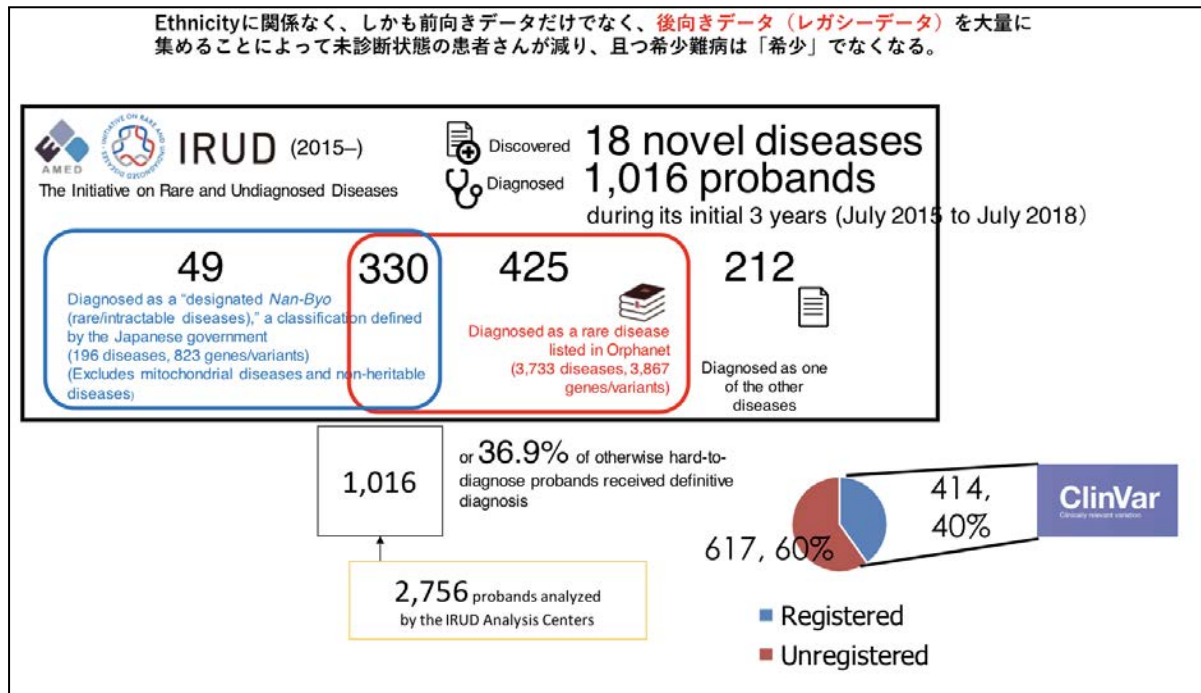 Ethnicityに関係なく、しかも前向きデータだけでなく、後向きデータ（レガシーデータ）を大量に
集めることによって未診断状態の患者さんが減り、且つ希少難病は「希少」でなくなる。
AMED
INITIATIVE ON RARE AND UNDIAGNOSED DISEASES
IRUD (2015–)
The Initiative on Rare and Undiagnosed Diseases
Discovered 18 novel diseases
Diagnosed 1,016 probands
during its initial 3 years (July 2015 to July 2018）
49
Diagnosed as a “designated Nan-Byo
(rare/intractable diseases),” a classification defined
by the Japanese government
(196 diseases, 823 genes/variants)
(Excludes mitochondrial diseases and non-heritable
diseases)
330
425
Diagnosed as a rare disease
listed in Orphanet
(3,733 diseases, 3,867
genes/variants)
212
Diagnosed as one
of the other
diseases
1,016
or 36.9% of otherwise hard-to-
diagnose probands received definitive
diagnosis
2,756 probands analyzed
by the IRUD Analysis Centers
414,
40%
617, 60%
ClinVar
Clinically relevant variation
Registered
Unregistered